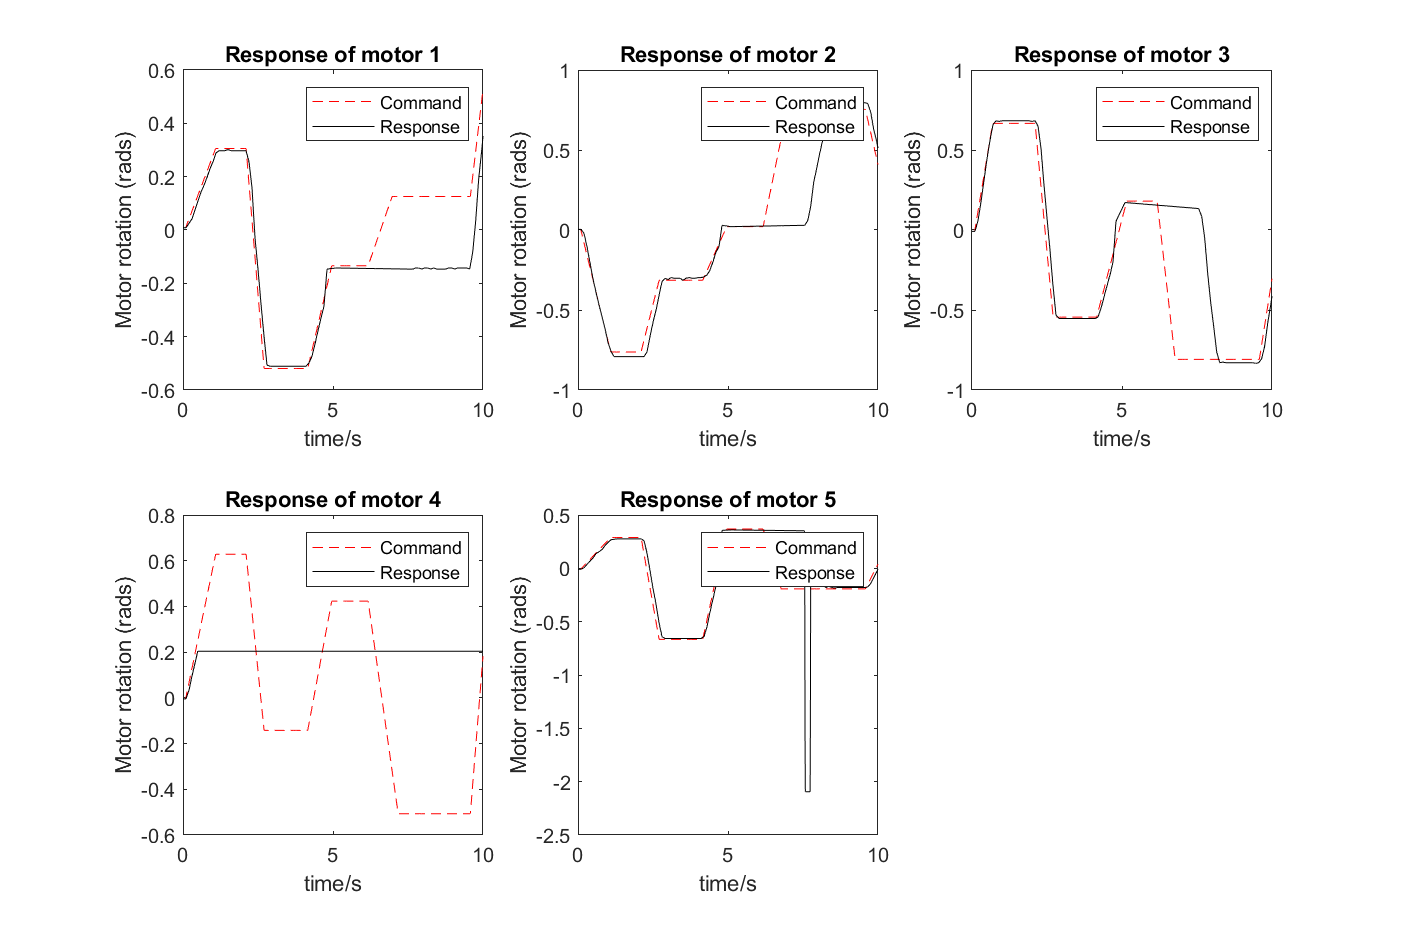 Response of motor 1
0.6
0.4
0.2
0
-0.2
-0.4
-0.6
Motor rotation (rads)
Command
Response
0 5 10
time/s
Response of motor 2
1
0.5
0
-0.5
-1
Motor rotation (rads)
Command
Response
0 5 10
time/s
Response of motor 3
1
0.5
0
-0.5
-1
Motor rotation (rads)
Command
Response
0 5 10
time/s
Response of motor 4
0.8
0.6
0.4
0.2
0
-0.2
-0.4
-0.6
Motor rotation (rads)
Command
Response
0 5 10
time/s
Response of motor 5
0.5
0
-0.5
-1
-1.5
-2
-2.5
Motor rotation (rads)
Command
Response
0 5 10
time/s